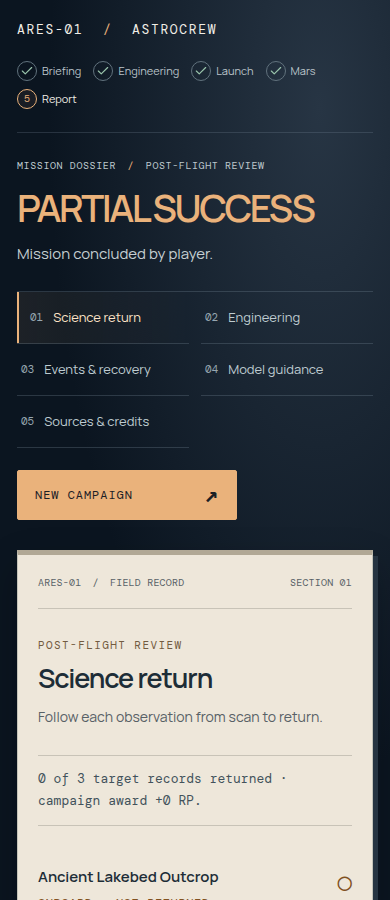 ARES-01 / ASTROCREW
Briefing Engineering Launch Mars
5 Report
MISSION DOSSIER / POST-FLIGHT REVIEW
PARTIAL SUCCESS
Mission concluded by player.
01 Science return 02 Engineering
03 Events & recovery 04 Model guidance
05 Sources & credits
NEW CAMPAIGN ↗
ARES-01 / FIELD RECORD SECTION 01
POST-FLIGHT REVIEW
Science return
Follow each observation from scan to return.
0 of 3 target records returned ·
campaign award +0 RP.
Ancient Lakebed Outcrop